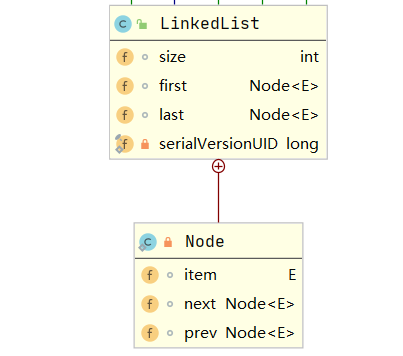 LinkedList
size int
first Node<E>
last Node<E>
serialVersionUID long
Node
item E
next Node<E>
prev Node<E>